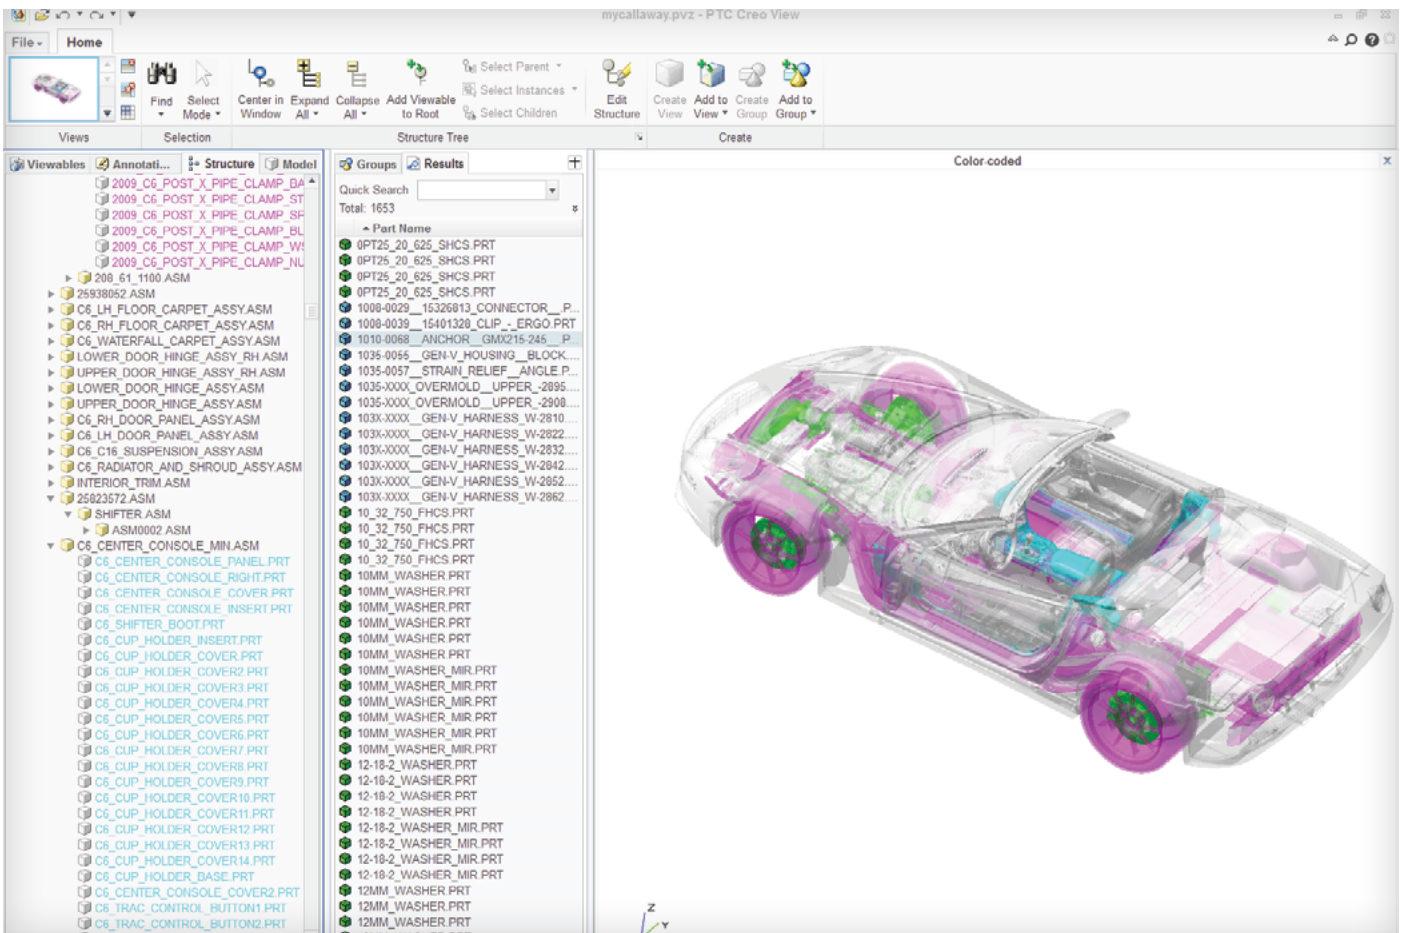 mycallaway.pvz - PTC Creo View
File
Home
Find
Select Mode
Center in Window
Expand All
Collapse All
Add Viewable to Root
Select Parent
Select Instances
Select Children
Edit Structure
Create View
Add to View
Create Group
Add to Group
Views
Selection
Structure Tree
Create
Viewables
Annotati...
Structure
Model
2009_C6_POST_X_PIPE_CLAMP_BA
2009_C6_POST_X_PIPE_CLAMP_ST
2009_C6_POST_X_PIPE_CLAMP_SP
2009_C6_POST_X_PIPE_CLAMP_BL
2009_C6_POST_X_PIPE_CLAMP_W
2009_C6_POST_X_PIPE_CLAMP_NU
208_61_1100.ASM
25938052.ASM
C6_LH_FLOOR_CARPET_ASSY.ASM
C6_RH_FLOOR_CARPET_ASSY.ASM
C6_WATERFALL_CARPET_ASSY.ASM
LOWER_DOOR_HINGE_ASSY_RH.ASM
UPPER_DOOR_HINGE_ASSY_RH.ASM
LOWER_DOOR_HINGE_ASSY.ASM
UPPER_DOOR_HINGE_ASSY.ASM
C6_RH_DOOR_PANEL_ASSY.ASM
C6_LH_DOOR_PANEL_ASSY.ASM
C6_C16_SUSPENSION_ASSY.ASM
C6_RADIATOR_AND_SHROUD_ASSY.ASM
INTERIOR_TRIM.ASM
25823572.ASM
SHIFTER.ASM
ASM0002.ASM
C6_CENTER_CONSOLE_MIN.ASM
C6_CENTER_CONSOLE_PANEL.PRT
C6_CENTER_CONSOLE_RIGHT.PRT
C6_CENTER_CONSOLE_COVER.PRT
C6_CENTER_CONSOLE_INSERT.PRT
C6_SHIFTER_BOOT.PRT
C6_CUP_HOLDER_INSERT.PRT
C6_CUP_HOLDER_COVER.PRT
C6_CUP_HOLDER_COVER2.PRT
C6_CUP_HOLDER_COVER3.PRT
C6_CUP_HOLDER_COVER4.PRT
C6_CUP_HOLDER_COVER5.PRT
C6_CUP_HOLDER_COVER6.PRT
C6_CUP_HOLDER_COVER7.PRT
C6_CUP_HOLDER_COVER8.PRT
C6_CUP_HOLDER_COVER9.PRT
C6_CUP_HOLDER_COVER10.PRT
C6_CUP_HOLDER_COVER11.PRT
C6_CUP_HOLDER_COVER12.PRT
C6_CUP_HOLDER_COVER13.PRT
C6_CUP_HOLDER_COVER14.PRT
C6_CUP_HOLDER_BASE.PRT
C6_CENTER_CONSOLE_COVER2.PRT
C6_TRAC_CONTROL_BUTTON1.PRT
C6_TRAC_CONTROL_BUTTON2.PRT
Groups
Results
Quick Search
Total: 1653
Part Name
0PT25_20_625_SHCS.PRT
0PT25_20_625_SHCS.PRT
0PT25_20_625_SHCS.PRT
0PT25_20_625_SHCS.PRT
1008-0029__15326813_CONNECTOR__.P...
1008-0039__15401328_CLIP_-_ERGO.PRT
1010-0068__ANCHOR__GMX215-245__.P...
1035-0055__GEN-V_HOUSING__BLOCK....
1035-0057__STRAIN_RELIEF__ANGLE.P...
1035-XXXX_OVERMOLD__UPPER_-2895....
1035-XXXX_OVERMOLD__UPPER_-2908....
103X-XXXX__GEN-V_HARNESS_W-2810....
103X-XXXX__GEN-V_HARNESS_W-2822....
103X-XXXX__GEN-V_HARNESS_W-2832....
103X-XXXX__GEN-V_HARNESS_W-2842....
103X-XXXX__GEN-V_HARNESS_W-2852....
103X-XXXX__GEN-V_HARNESS_W-2862....
10_32_750_FHCS.PRT
10_32_750_FHCS.PRT
10_32_750_FHCS.PRT
10_32_750_FHCS.PRT
10MM_WASHER.PRT
10MM_WASHER.PRT
10MM_WASHER.PRT
10MM_WASHER.PRT
10MM_WASHER.PRT
10MM_WASHER.PRT
10MM_WASHER_MIR.PRT
10MM_WASHER_MIR.PRT
10MM_WASHER_MIR.PRT
10MM_WASHER_MIR.PRT
10MM_WASHER_MIR.PRT
10MM_WASHER_MIR.PRT
12-18-2_WASHER.PRT
12-18-2_WASHER.PRT
12-18-2_WASHER.PRT
12-18-2_WASHER.PRT
12-18-2_WASHER_MIR.PRT
12-18-2_WASHER_MIR.PRT
12-18-2_WASHER_MIR.PRT
12-18-2_WASHER_MIR.PRT
12MM_WASHER.PRT
12MM_WASHER.PRT
12MM_WASHER.PRT
Color-coded
Z
Y